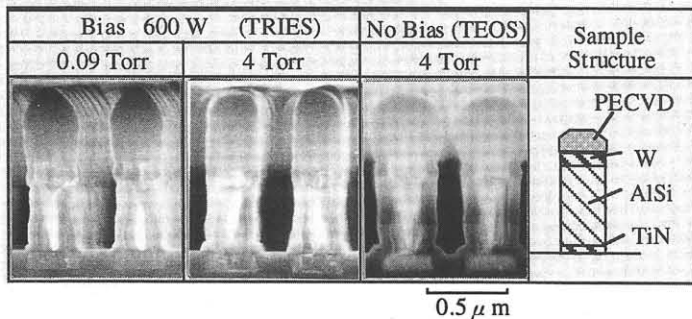 Bias 600 W (TRIES)
No Bias (TEOS)
Sample
Structure
0.09 Torr
4 Torr
4 Torr
PECVD
W
AlSi
TiN
0.5 μ m